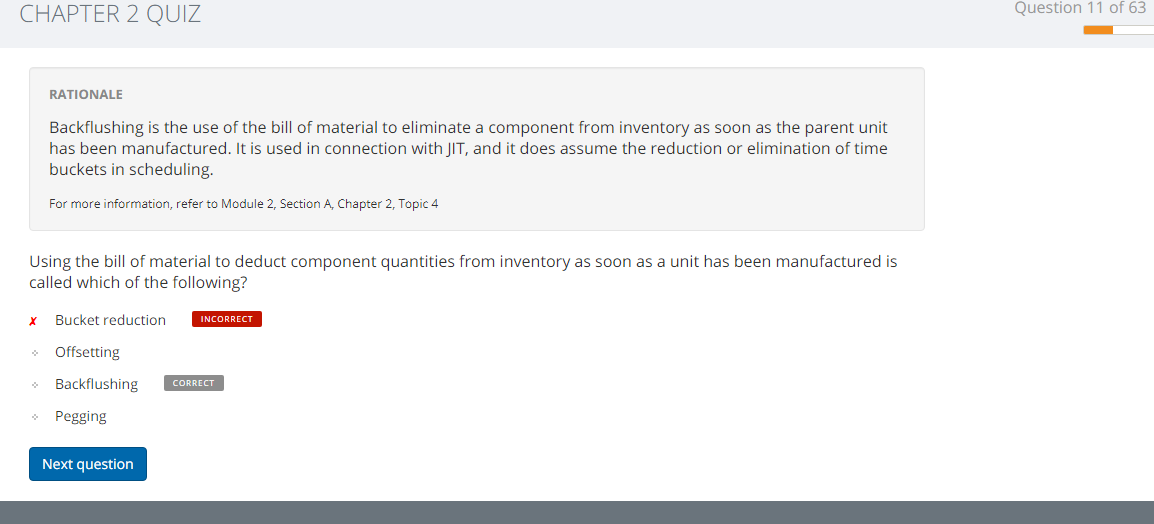 CHAPTER 2 QUIZ
Question 11 of 63
RATIONALE
Backflushing is the use of the bill of material to eliminate a component from inventory as soon as the parent unit
has been manufactured. It is used in connection with JIT, and it does assume the reduction or elimination of time
buckets in scheduling.
For more information, refer to Module 2, Section A, Chapter 2, Topic 4
Using the bill of material to deduct component quantities from inventory as soon as a unit has been manufactured is
called which of the following?
✗ Bucket reduction INCORRECT
Offsetting
Backflushing CORRECT
Pegging
Next question